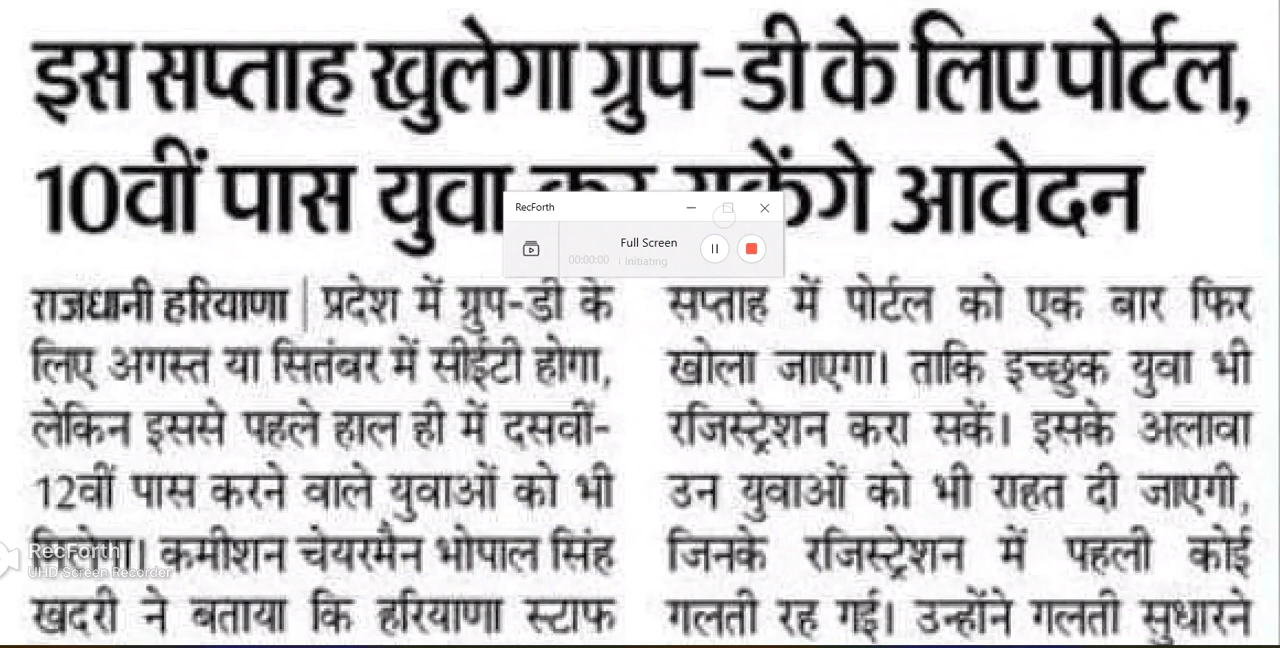 इस सप्ताह खुलेगा ग्रुप-डी के लिए पोर्टल,
10वीं पास युवा सकेंगे आवेदन
RecForth
Full Screen
00:00:00 Initiating
राजधानी हरियाणा | प्रदेश में ग्रुप-डी के
लिए अगस्त या सितंबर में सीईटी होगा,
लेकिन इससे पहले हाल ही में दसवीं-
12वीं पास करने वाले युवाओं को भी
कमीशन चेयरमैन भोपाल सिंह
RecForth
UHD Screen Recorder
खदरी ने बताया कि हरियाणा स्टाफ
सप्ताह में पोर्टल को एक बार फिर
खोला जाएगा। ताकि इच्छुक युवा भी
रजिस्ट्रेशन करा सकें। इसके अलावा
उन युवाओं को भी राहत दी जाएगी,
जिनके रजिस्ट्रेशन में पहली कोई
गलती रह गई। उन्होंने गलती सुधारने